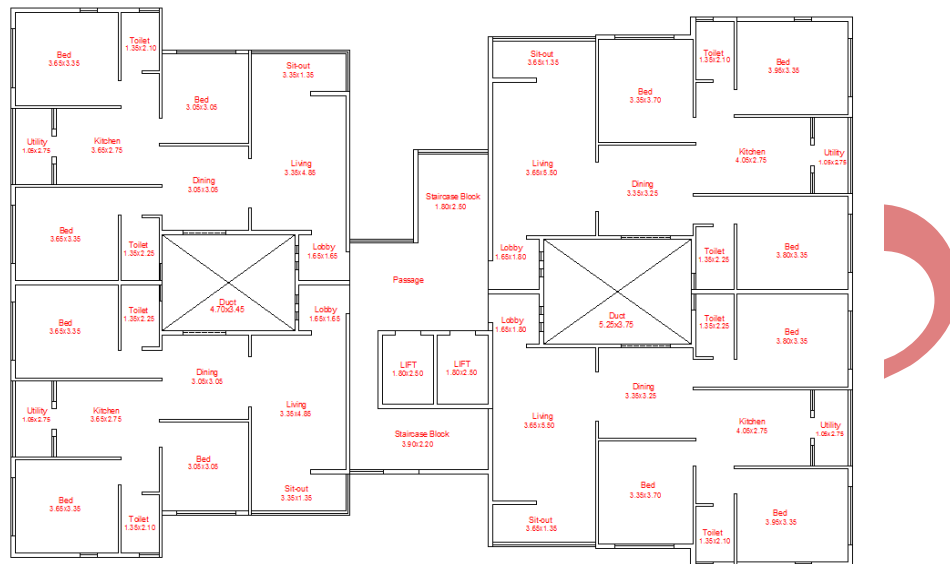 Toilet
1.35x2.10
Bed
3.65x3.35
Sit-out
3.35x1.35
Bed
3.05x3.05
Utility
1.05x2.75
Kitchen
3.65x2.75
Living
3.35x4.85
Dining
3.05x3.05
Bed
3.65x3.35
Toilet
1.35x2.25
Lobby
1.65x1.65
Duct
4.70x3.45
Bed
3.65x3.35
Toilet
1.35x2.25
Lobby
1.65x1.65
Dining
3.05x3.05
Utility
1.05x2.75
Kitchen
3.65x2.75
Living
3.35x4.85
Bed
3.05x3.05
Sit-out
3.35x1.35
Bed
3.65x3.35
Toilet
1.35x2.10
Staircase Block
1.80x2.50
Passage
LIFT
1.80x2.50
LIFT
1.80x2.50
Staircase Block
3.90x2.20
Sit-out
3.65x1.35
Toilet
1.35x2.10
Bed
3.95x3.35
Bed
3.35x3.70
Living
3.65x5.50
Kitchen
4.05x2.75
Utility
1.05x2.75
Dining
3.35x3.25
Lobby
1.65x1.80
Toilet
1.35x2.25
Bed
3.80x3.35
Duct
5.25x3.75
Lobby
1.65x1.80
Toilet
1.35x2.25
Bed
3.80x3.35
Dining
3.35x3.25
Living
3.65x5.50
Kitchen
4.05x2.75
Utility
1.05x2.75
Bed
3.35x3.70
Sit-out
3.65x1.35
Toilet
1.35x2.10
Bed
3.95x3.35